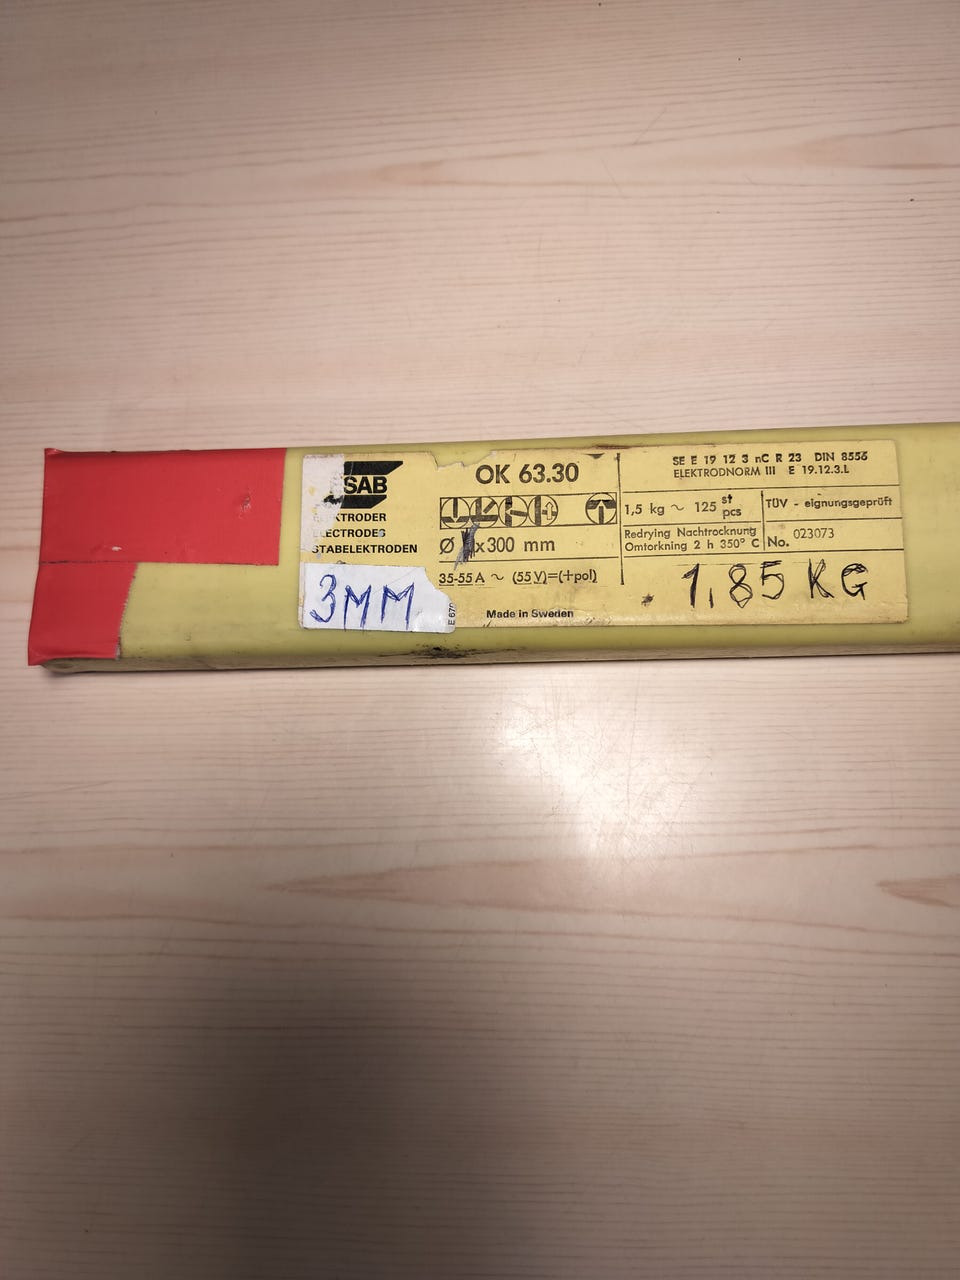 SAB
ELEKTRODER
ELECTRODES
STABELEKTRODEN
3MM
OK 63.30
Ø x300 mm
35-55 A ~ (55 V)=(+pol)
Made in Sweden
SE E 19 12 3 nC R 23 DIN 8556
ELEKTRODNORM III E 19.12.3.L
1,5 kg ~ 125 st pcs
TÜV - eignungsgeprüft
Redrying Nachtrocknung
Omtorkning 2 h 350° C
No. 023073
1,85 KG